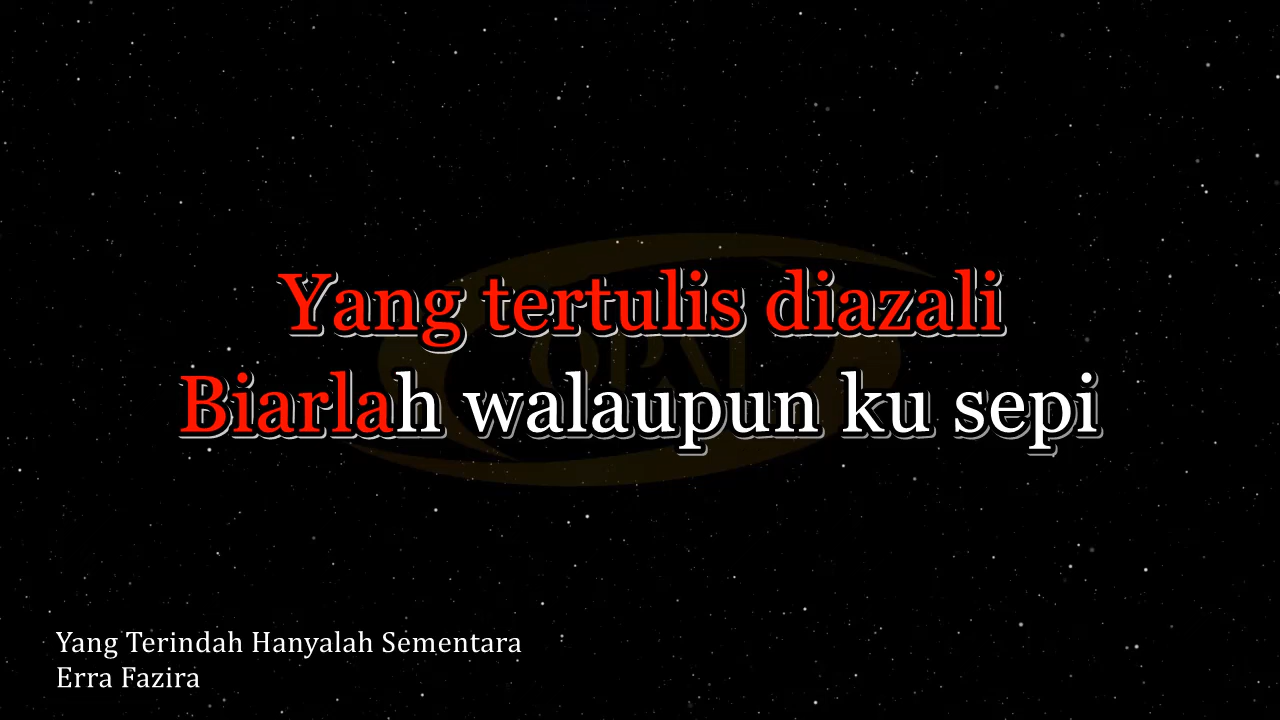 Yang tertulis diazali
Biarlah walaupun ku sepi
Yang Terindah Hanyalah Sementara
Erra Fazira